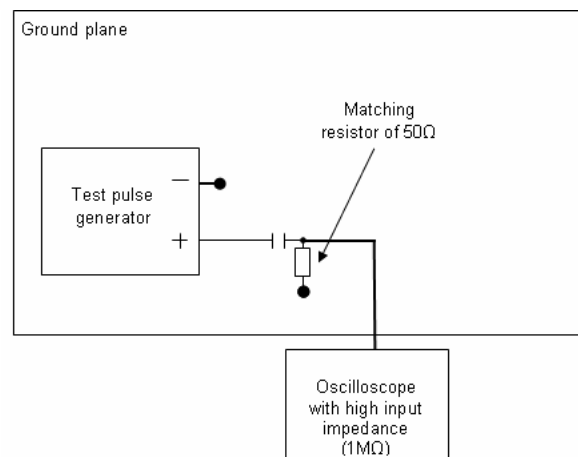 Ground plane
Matching
resistor of 50Ω
Test pulse
generator
−
+
Oscilloscope
with high input
impedance
(1MΩ)